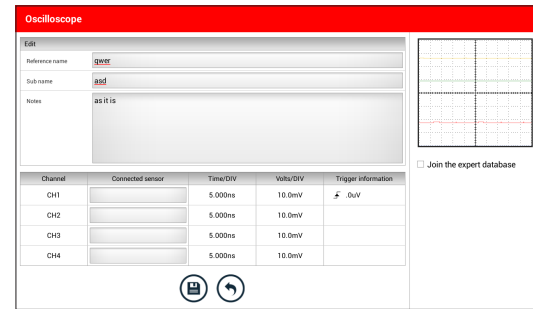 Oscilloscope
Edit
Reference name qwer
Sub name asd
Notes as it is
Join the expert database
Channel Connected sensor Time/DIV Volts/DIV Trigger information
CH1 5.000ns 10.0mV .0uV
CH2 5.000ns 10.0mV
CH3 5.000ns 10.0mV
CH4 5.000ns 10.0mV